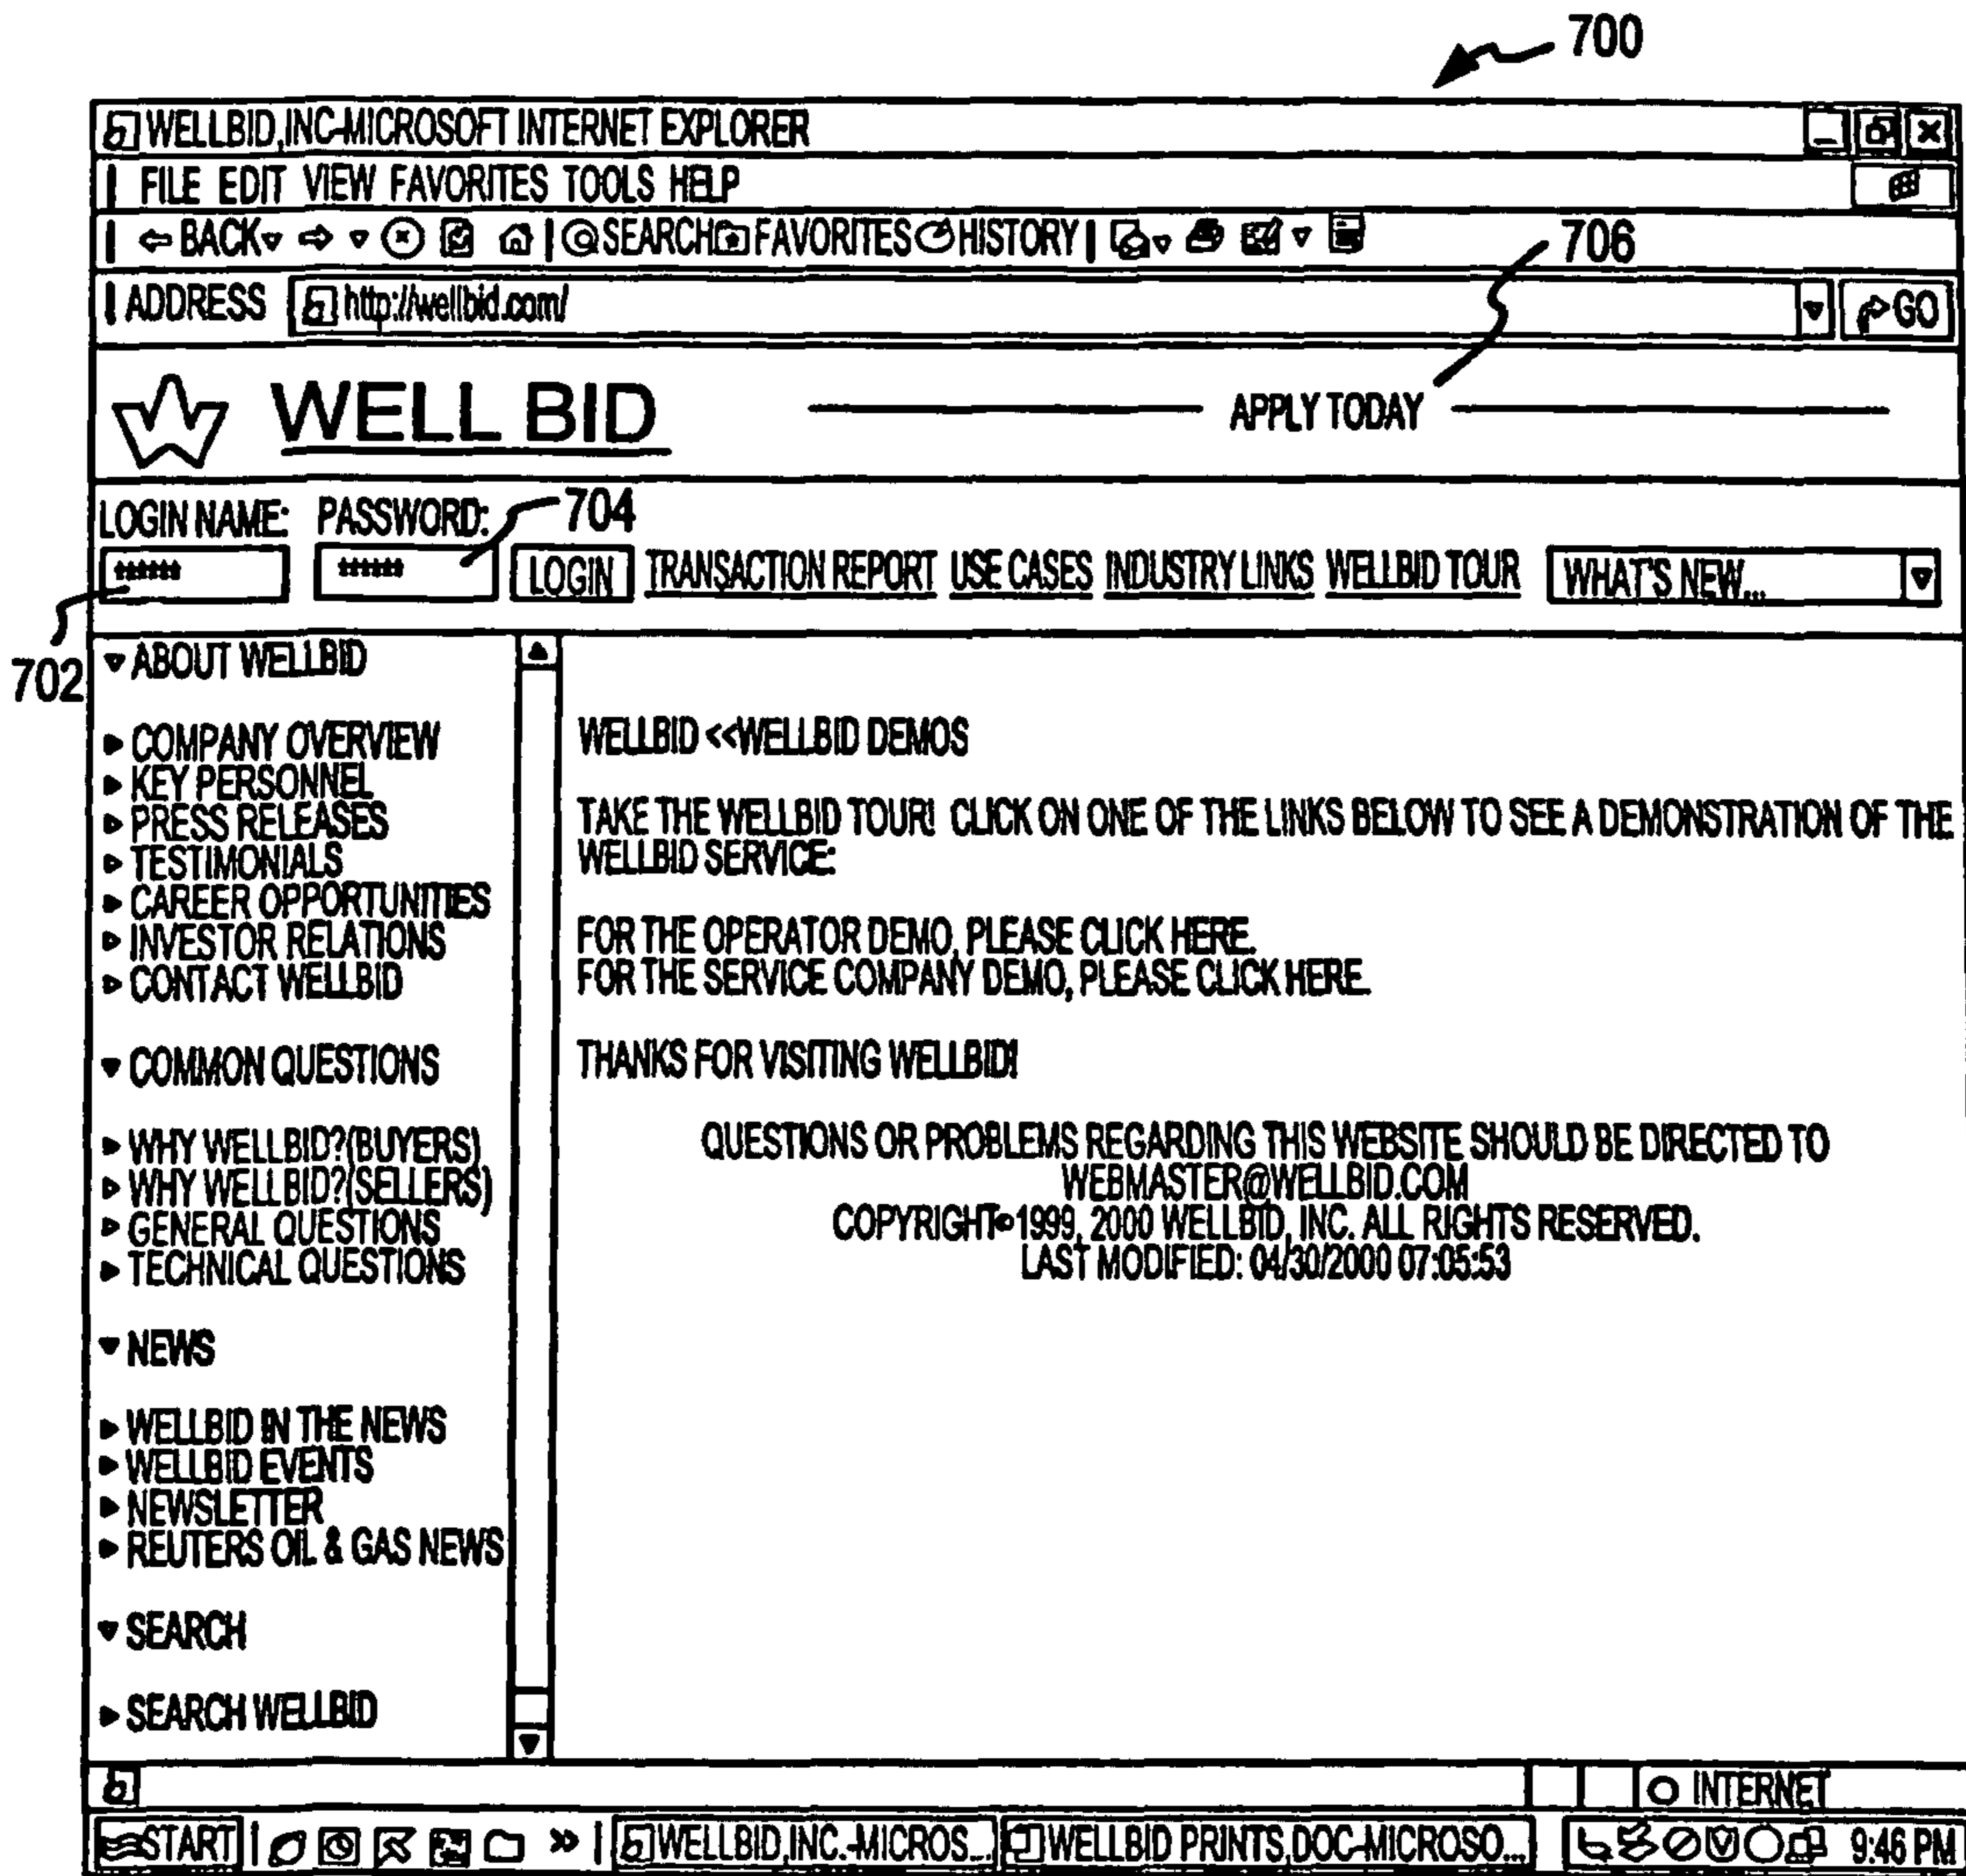 700
WELLBID,INC-MICROSOFT INTERNET EXPLORER
FILE EDIT VIEW FAVORITES TOOLS HELP
BACK SEARCH FAVORITES HISTORY
706
ADDRESS http://wellbid.com/ GO
WELL BID APPLY TODAY
LOGIN NAME: PASSWORD: 704
****** ****** LOGIN TRANSACTION REPORT USE CASES INDUSTRY LINKS WELLBID TOUR WHAT'S NEW...
702
ABOUT WELLBID
COMPANY OVERVIEW
KEY PERSONNEL
PRESS RELEASES
TESTIMONIALS
CAREER OPPORTUNITIES
INVESTOR RELATIONS
CONTACT WELLBID
COMMON QUESTIONS
WHY WELLBID?(BUYERS)
WHY WELLBID?(SELLERS)
GENERAL QUESTIONS
TECHNICAL QUESTIONS
NEWS
WELLBID IN THE NEWS
WELLBID EVENTS
NEWSLETTER
REUTERS OIL & GAS NEWS
SEARCH
SEARCH WELLBID
WELLBID <<WELLBID DEMOS
TAKE THE WELLBID TOUR! CLICK ON ONE OF THE LINKS BELOW TO SEE A DEMONSTRATION OF THE
WELLBID SERVICE:
FOR THE OPERATOR DEMO, PLEASE CLICK HERE.
FOR THE SERVICE COMPANY DEMO, PLEASE CLICK HERE.
THANKS FOR VISITING WELLBID!
QUESTIONS OR PROBLEMS REGARDING THIS WEBSITE SHOULD BE DIRECTED TO
WEBMASTER@WELLBID.COM
COPYRIGHT©1999, 2000 WELLBID, INC. ALL RIGHTS RESERVED.
LAST MODIFIED: 04/30/2000 07:05:53
INTERNET
START WELLBID,INC.-MICROS... WELLBID PRINTS.DOC-MICROSO... 9:46 PM